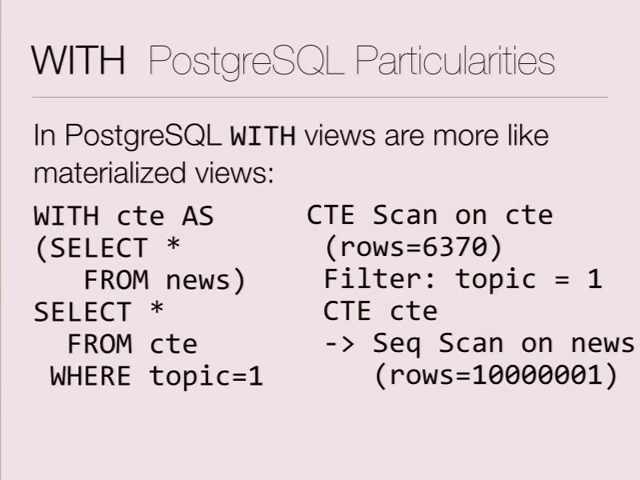 WITH PostgreSQL Particularities
In PostgreSQL WITH views are more like
materialized views:
WITH cte AS
(SELECT *
FROM news)
SELECT *
FROM cte
WHERE topic=1
CTE Scan on cte
(rows=6370)
Filter: topic = 1
CTE cte
-> Seq Scan on news
(rows=10000001)